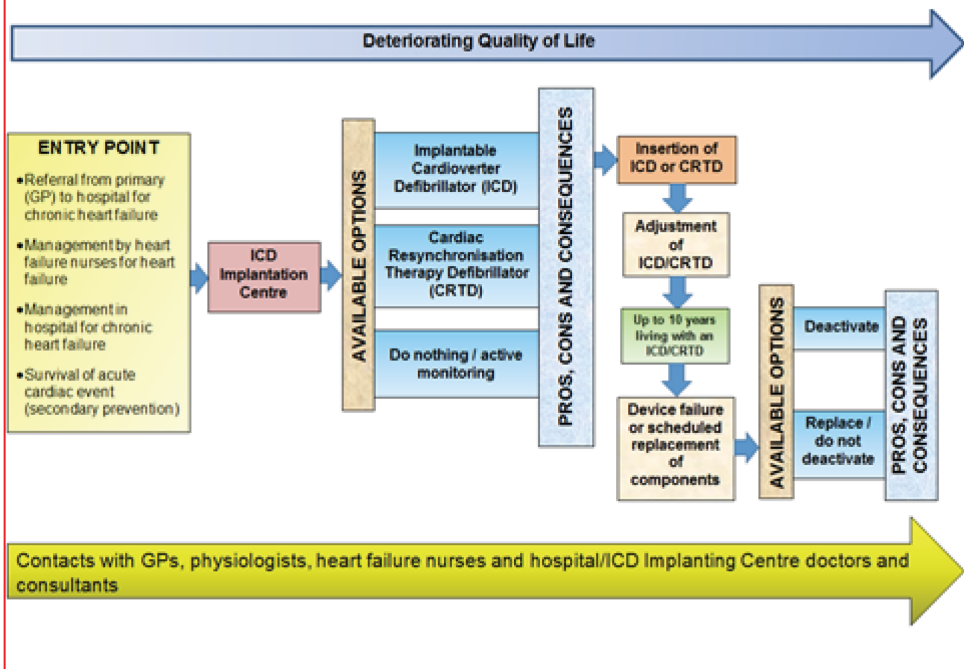 Deteriorating Quality of Life
ENTRY POINT
•Referral from primary
(GP) to hospital for
chronic heart failure
•Management by heart
failure nurses for heart
failure
•Management in
hospital for chronic
heart failure
•Survival of acute
cardiac event
(secondary prevention)
ICD
Implantation
Centre
AVAILABLE OPTIONS
Implantable
Cardioverter
Defibrillator (ICD)
Cardiac
Resynchronisation
Therapy Defibrillator
(CRTD)
Do nothing / active
monitoring
PROS, CONS AND CONSEQUENCES
Insertion of
ICD or CRTD
Adjustment
of
ICD/CRTD
Up to 10 years
living with an
ICD/CRTD
Device failure
or scheduled
replacement
of
components
AVAILABLE OPTIONS
Deactivate
Replace /
do not
deactivate
PROS, CONS AND
CONSEQUENCES
Contacts with GPs, physiologists, heart failure nurses and hospital/ICD Implanting Centre doctors and
consultants